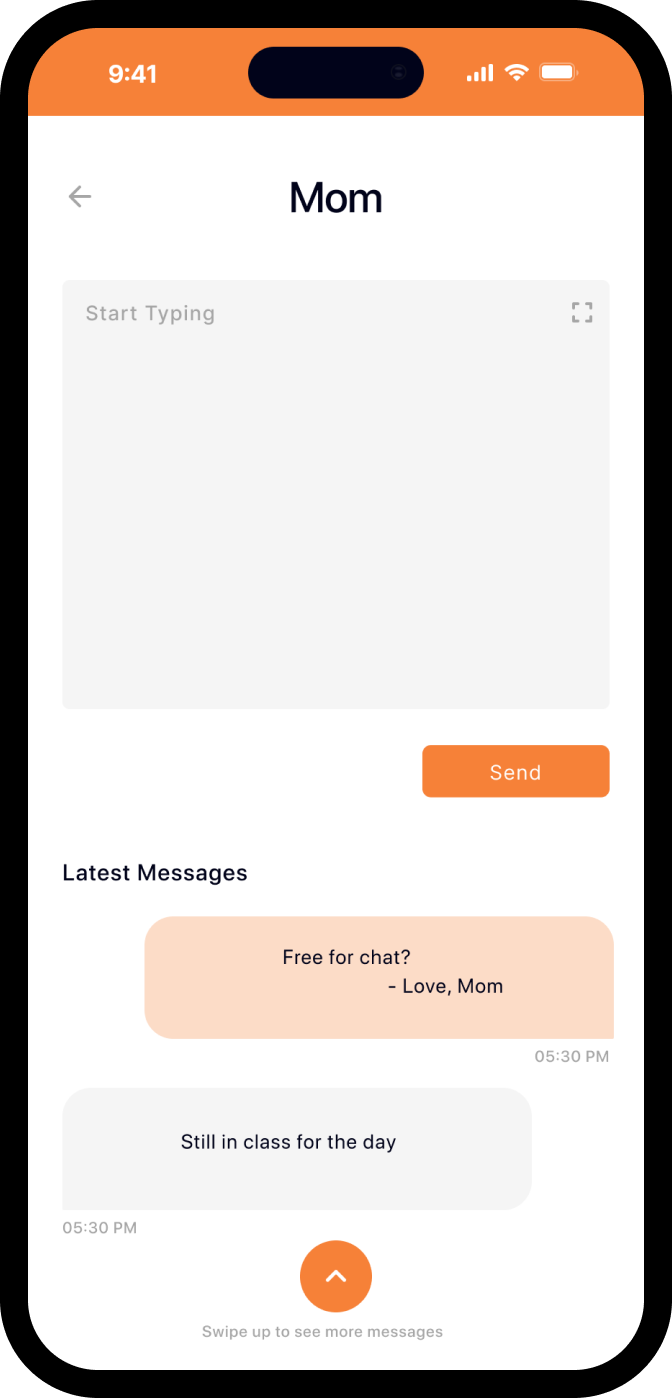 9:41
Mom
Start Typing
Send
Latest Messages
Free for chat?
- Love, Mom
05:30 PM
Still in class for the day
05:30 PM
Swipe up to see more messages